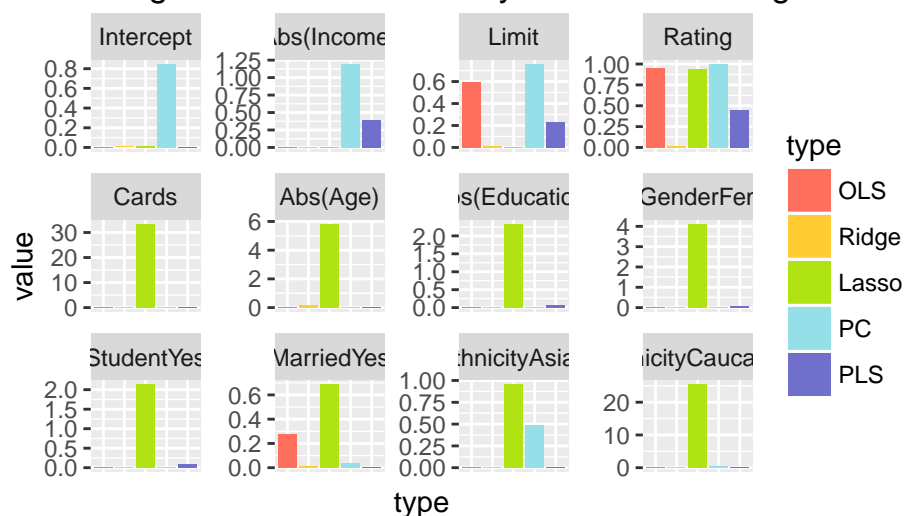 Intercept
Abs(Income
Limit
Rating
0.8
0.6
0.4
0.2
0.0
1.25
1.00
0.75
0.50
0.25
0.00
0.6
0.4
0.2
0.0
1.00
0.75
0.50
0.25
0.00
Cards
Abs(Age)
bs(Educatio
GenderFer
30
20
10
0
6
4
2
0
2.0
1.5
1.0
0.5
0.0
4
3
2
1
0
StudentYes
MarriedYes
thnicityAsia
nicityCauca
2.0
1.5
1.0
0.5
0.0
0.6
0.4
0.2
0.0
1.00
0.75
0.50
0.25
0.00
20
10
0
value
type
type
OLS
Ridge
Lasso
PC
PLS